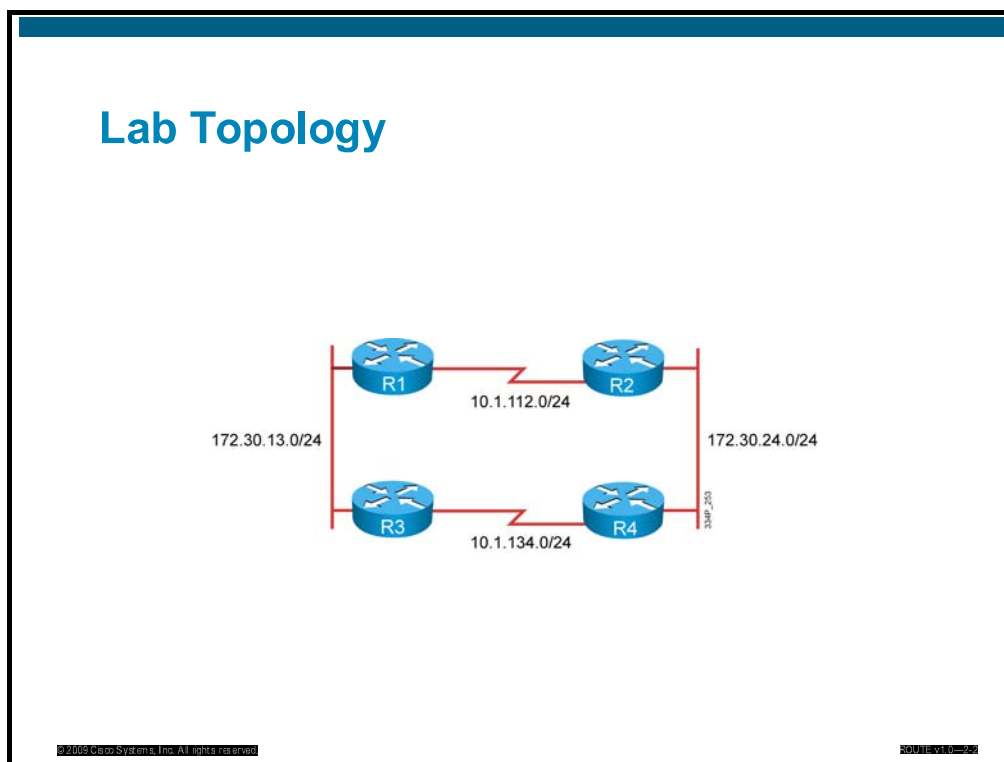 Lab Topology
R1
R2
10.1.112.0/24
172.30.13.0/24
172.30.24.0/24
R3
R4
10.1.134.0/24
334P_253
© 2009 Cisco Systems, Inc. All rights reserved.
ROUTE v1.0—2-2